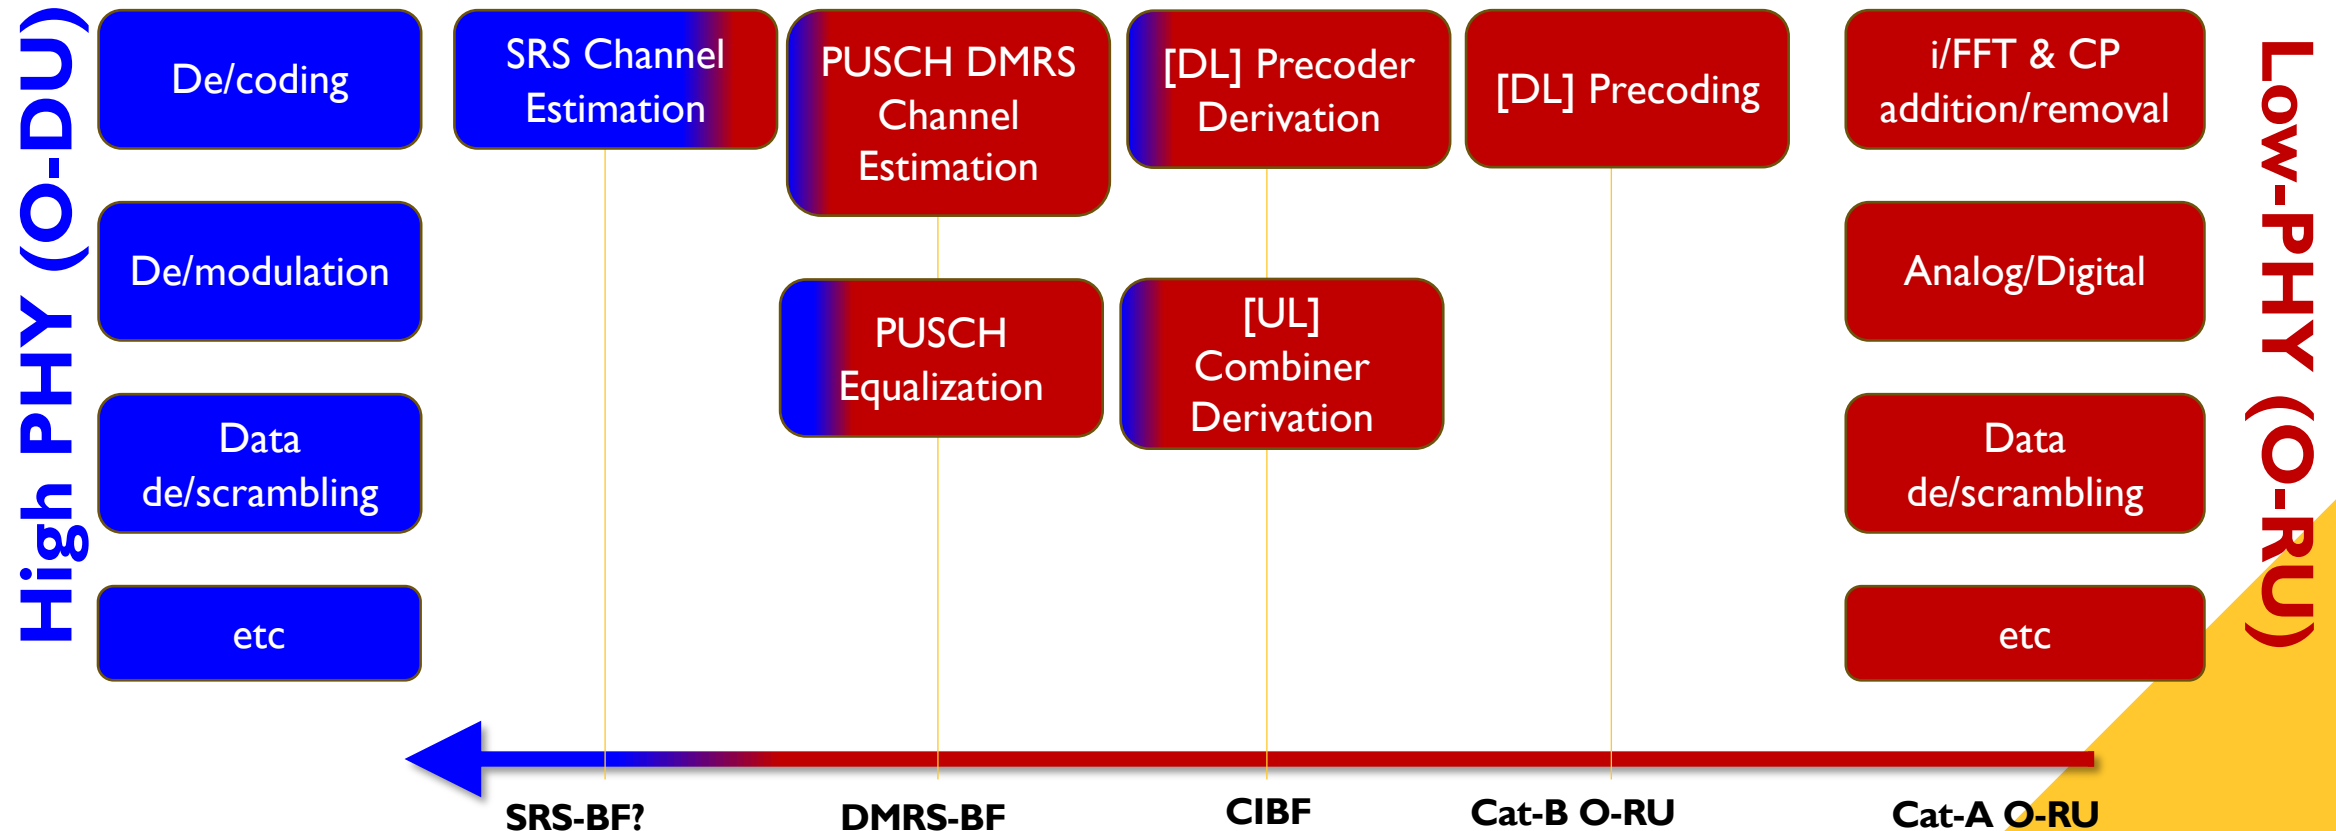 High PHY (O-DU)
De/coding
De/modulation
Data
de/scrambling
etc
SRS Channel
Estimation
PUSCH DMRS
Channel
Estimation
PUSCH
Equalization
[DL] Precoder
Derivation
[UL]
Combiner
Derivation
[DL] Precoding
i/FFT & CP
addition/removal
Analog/Digital
Data
de/scrambling
etc
Low-PHY (O-RU)
SRS-BF?
DMRS-BF
CIBF
Cat-B O-RU
Cat-A O-RU